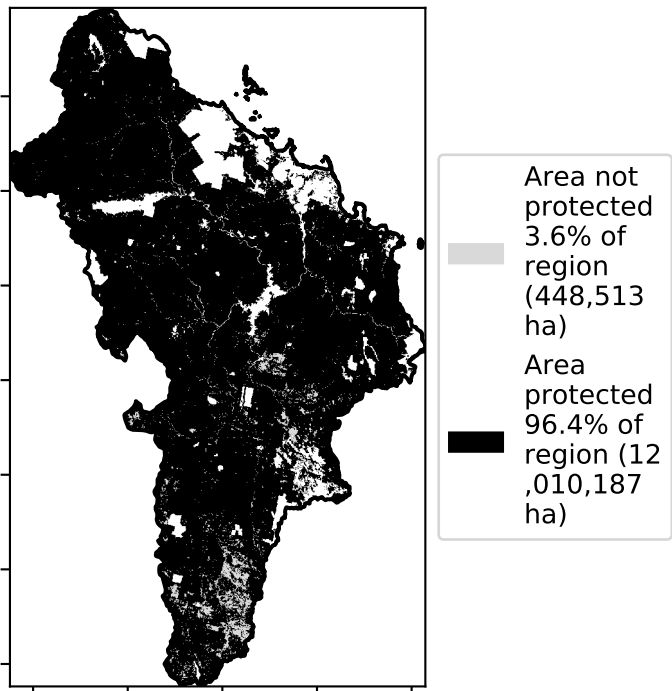 Area not
protected
3.6% of
region
(448,513
ha)
Area
protected
96.4% of
region (12
,010,187
ha)